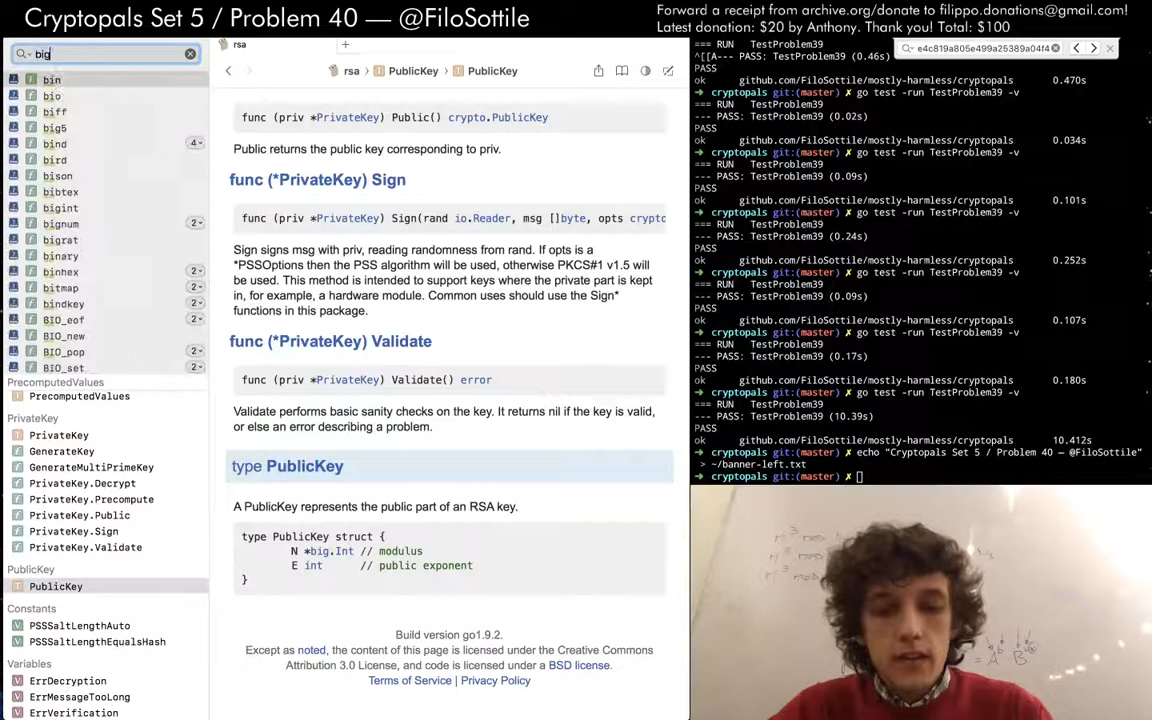 Cryptopals Set 5 / Problem 40 — @FiloSottile
Forward a receipt from archive.org/donate to filippo.donations@gmail.com!
Latest donation: $20 by Anthony. Thank you! Total: $100
big
bin
bio
biff
big5
bind 4
bird
bison
bibtex
bigint
bignum 2
bigrat
binary
binhex 2
bitmap 2
bindkey 2
BIO_eof 2
BIO_new
BIO_pop 2
BIO_set 2
PrecomputedValues
PrecomputedValues
PrivateKey
PrivateKey
GenerateKey
GenerateMultiPrimeKey
PrivateKey.Decrypt
PrivateKey.Precompute
PrivateKey.Public
PrivateKey.Sign
PrivateKey.Validate
PublicKey
PublicKey
Constants
PSSSaltLengthAuto
PSSSaltLengthEqualsHash
Variables
ErrDecryption
ErrMessageTooLong
ErrVerification
rsa
rsa PublicKey PublicKey
func (priv *PrivateKey) Public() crypto.PublicKey
Public returns the public key corresponding to priv.
func (*PrivateKey) Sign
func (priv *PrivateKey) Sign(rand io.Reader, msg []byte, opts crypto
Sign signs msg with priv, reading randomness from rand. If opts is a
*PSSOptions then the PSS algorithm will be used, otherwise PKCS#1 v1.5 will
be used. This method is intended to support keys where the private part is kept
in, for example, a hardware module. Common uses should use the Sign*
functions in this package.
func (*PrivateKey) Validate
func (priv *PrivateKey) Validate() error
Validate performs basic sanity checks on the key. It returns nil if the key is valid,
or else an error describing a problem.
type PublicKey
A PublicKey represents the public part of an RSA key.
type PublicKey struct {
N *big.Int // modulus
E int // public exponent
}
Build version go1.9.2.
Except as noted, the content of this page is licensed under the Creative Commons
Attribution 3.0 License, and code is licensed under a BSD license.
Terms of Service | Privacy Policy
e4c819a805e499a25389a04f4
=== RUN TestProblem39
^[[A--- PASS: TestProblem39 (0.46s)
PASS
ok github.com/FiloSottile/mostly-harmless/cryptopals 0.470s
➜ cryptopals git:(master) ✗ go test -run TestProblem39 -v
=== RUN TestProblem39
--- PASS: TestProblem39 (0.02s)
PASS
ok github.com/FiloSottile/mostly-harmless/cryptopals 0.034s
➜ cryptopals git:(master) ✗ go test -run TestProblem39 -v
=== RUN TestProblem39
--- PASS: TestProblem39 (0.09s)
PASS
ok github.com/FiloSottile/mostly-harmless/cryptopals 0.101s
➜ cryptopals git:(master) ✗ go test -run TestProblem39 -v
=== RUN TestProblem39
--- PASS: TestProblem39 (0.24s)
PASS
ok github.com/FiloSottile/mostly-harmless/cryptopals 0.252s
➜ cryptopals git:(master) ✗ go test -run TestProblem39 -v
=== RUN TestProblem39
--- PASS: TestProblem39 (0.09s)
PASS
ok github.com/FiloSottile/mostly-harmless/cryptopals 0.107s
➜ cryptopals git:(master) ✗ go test -run TestProblem39 -v
=== RUN TestProblem39
--- PASS: TestProblem39 (0.17s)
PASS
ok github.com/FiloSottile/mostly-harmless/cryptopals 0.180s
➜ cryptopals git:(master) ✗ go test -run TestProblem39 -v
=== RUN TestProblem39
--- PASS: TestProblem39 (10.39s)
PASS
ok github.com/FiloSottile/mostly-harmless/cryptopals 10.412s
➜ cryptopals git:(master) ✗ echo "Cryptopals Set 5 / Problem 40 — @FiloSottile"
> ~/banner-left.txt
➜ cryptopals git:(master) ✗